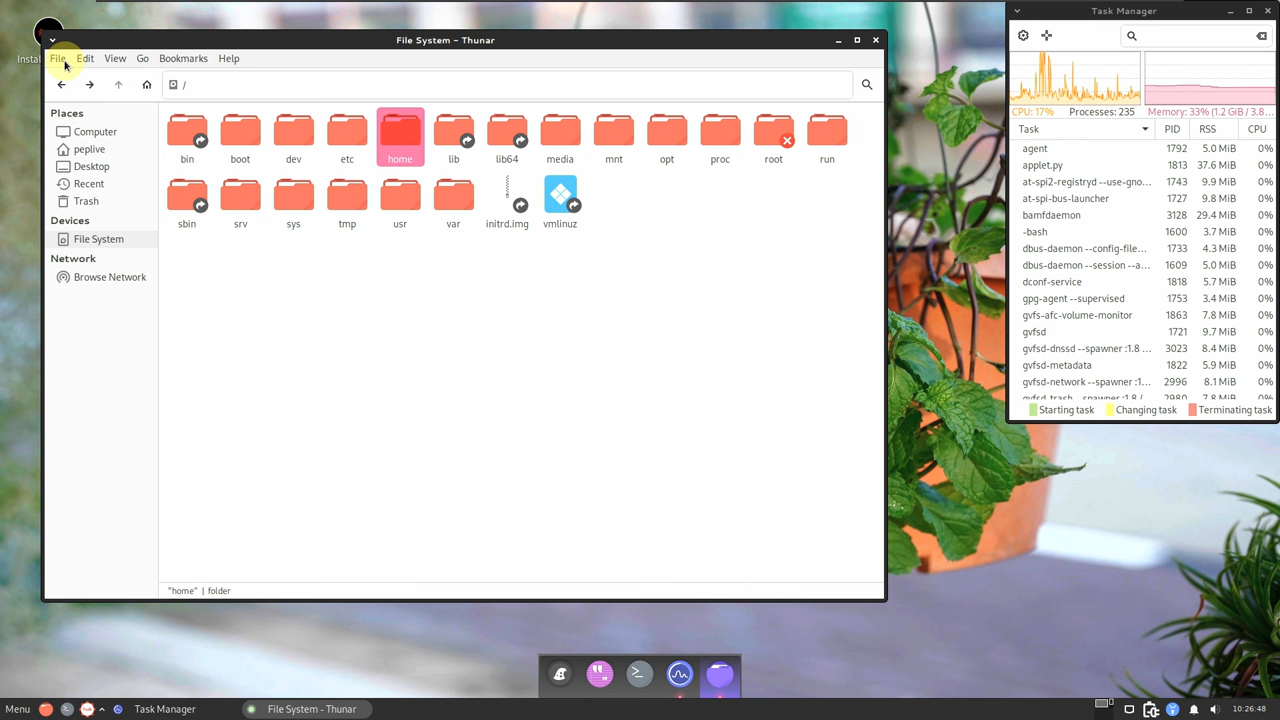 Instal
File System - Thunar
File Edit View Go Bookmarks Help
/
Places
Computer
peplive
Desktop
Recent
Trash
Devices
File System
Network
Browse Network
bin boot dev etc home lib lib64 media mnt opt proc root run
sbin srv sys tmp usr var initrd.img vmlinuz
"home" | folder
Task Manager
CPU: 17% Processes: 235 Memory: 33% (1.2 GiB / 3.8...
Task PID RSS CPU
agent 1792 5.0 MiB 0%
applet.py 1813 37.6 MiB 0%
at-spi2-registryd --use-gno... 1743 9.9 MiB 0%
at-spi-bus-launcher 1727 9.8 MiB 0%
bamfdaemon 3128 29.4 MiB 0%
-bash 1600 3.7 MiB 0%
dbus-daemon --config-file... 1733 4.3 MiB 0%
dbus-daemon --session --a... 1609 5.0 MiB 0%
dconf-service 1818 5.7 MiB 0%
gpg-agent --supervised 1753 3.4 MiB 0%
gvfs-afc-volume-monitor 1863 7.8 MiB 0%
gvfsd 1721 9.7 MiB 0%
gvfsd-dnssd --spawner :1.8 ... 3023 8.4 MiB 0%
gvfsd-metadata 1822 5.9 MiB 0%
gvfsd-network --spawner :1... 2996 8.1 MiB 0%
gvfsd-trash --spawner :1.8 / 2980 7.8 MiB 0%
Starting task Changing task Terminating task
Menu Task Manager File System - Thunar 10:26:48